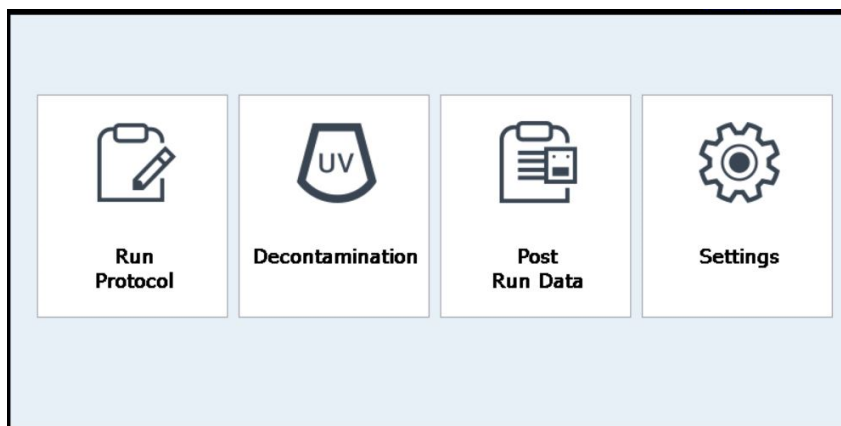 UV
Run
Protocol
Decontamination
Post
Run Data
Settings